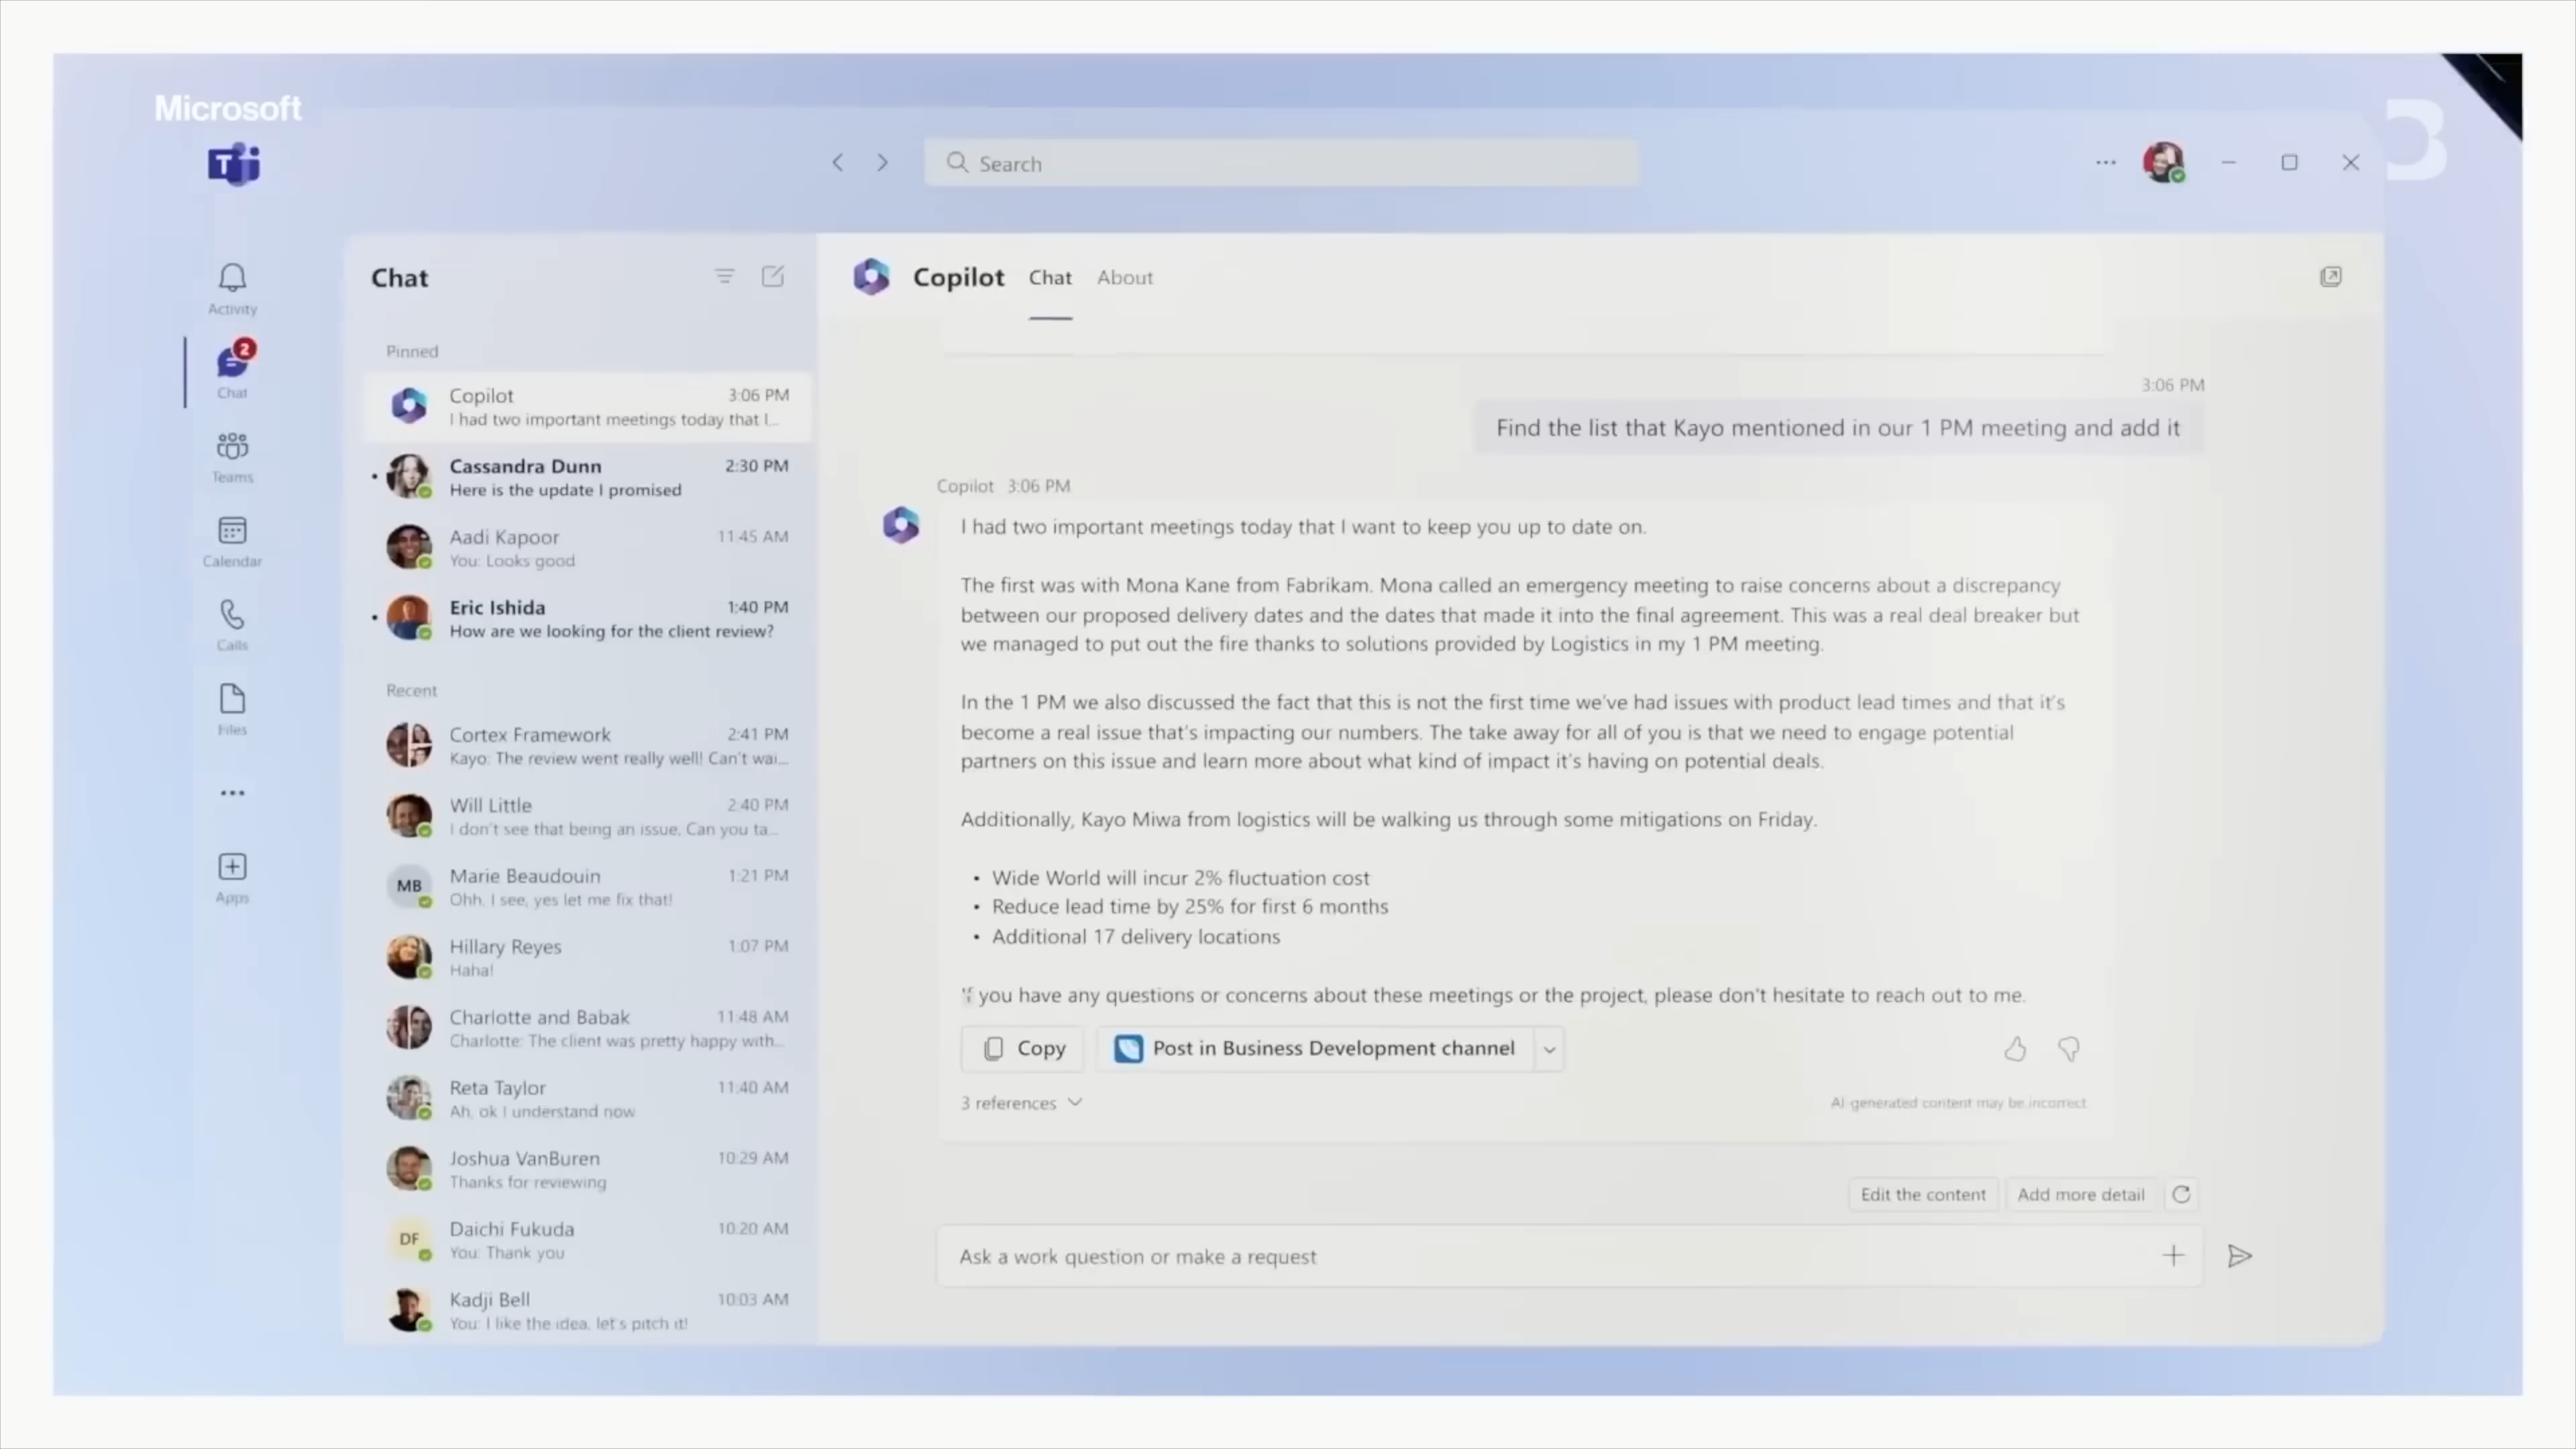 Microsoft
3
T
Search
Activity
2
Chat
Teams
Calendar
Calls
Files
Apps
Chat
Pinned
Copilot 3:06 PM
I had two important meetings today that I...
Cassandra Dunn 2:30 PM
Here is the update I promised
Aadi Kapoor 11:45 AM
You: Looks good
Eric Ishida 1:40 PM
How are we looking for the client review?
Recent
Cortex Framework 2:41 PM
Kayo: The review went really well! Can't wai...
Will Little 2:40 PM
I don't see that being an issue. Can you ta...
MB
Marie Beaudouin 1:21 PM
Ohh, I see, yes let me fix that!
Hillary Reyes 1:07 PM
Haha!
Charlotte and Babak 11:48 AM
Charlotte: The client was pretty happy with...
Reta Taylor 11:40 AM
Ah, ok I understand now
Joshua VanBuren 10:29 AM
Thanks for reviewing
DF
Daichi Fukuda 10:20 AM
You: Thank you
Kadji Bell 10:03 AM
You: I like the idea, let's pitch it!
Copilot Chat About
3:06 PM
Find the list that Kayo mentioned in our 1 PM meeting and add it
Copilot 3:06 PM
I had two important meetings today that I want to keep you up to date on.
The first was with Mona Kane from Fabrikam. Mona called an emergency meeting to raise concerns about a discrepancy
between our proposed delivery dates and the dates that made it into the final agreement. This was a real deal breaker but
we managed to put out the fire thanks to solutions provided by Logistics in my 1 PM meeting.
In the 1 PM we also discussed the fact that this is not the first time we've had issues with product lead times and that it's
become a real issue that's impacting our numbers. The take away for all of you is that we need to engage potential
partners on this issue and learn more about what kind of impact it's having on potential deals.
Additionally, Kayo Miwa from logistics will be walking us through some mitigations on Friday.
• Wide World will incur 2% fluctuation cost
• Reduce lead time by 25% for first 6 months
• Additional 17 delivery locations
If you have any questions or concerns about these meetings or the project, please don't hesitate to reach out to me.
Copy
Post in Business Development channel
3 references
AI-generated content may be incorrect
Edit the content
Add more detail
Ask a work question or make a request